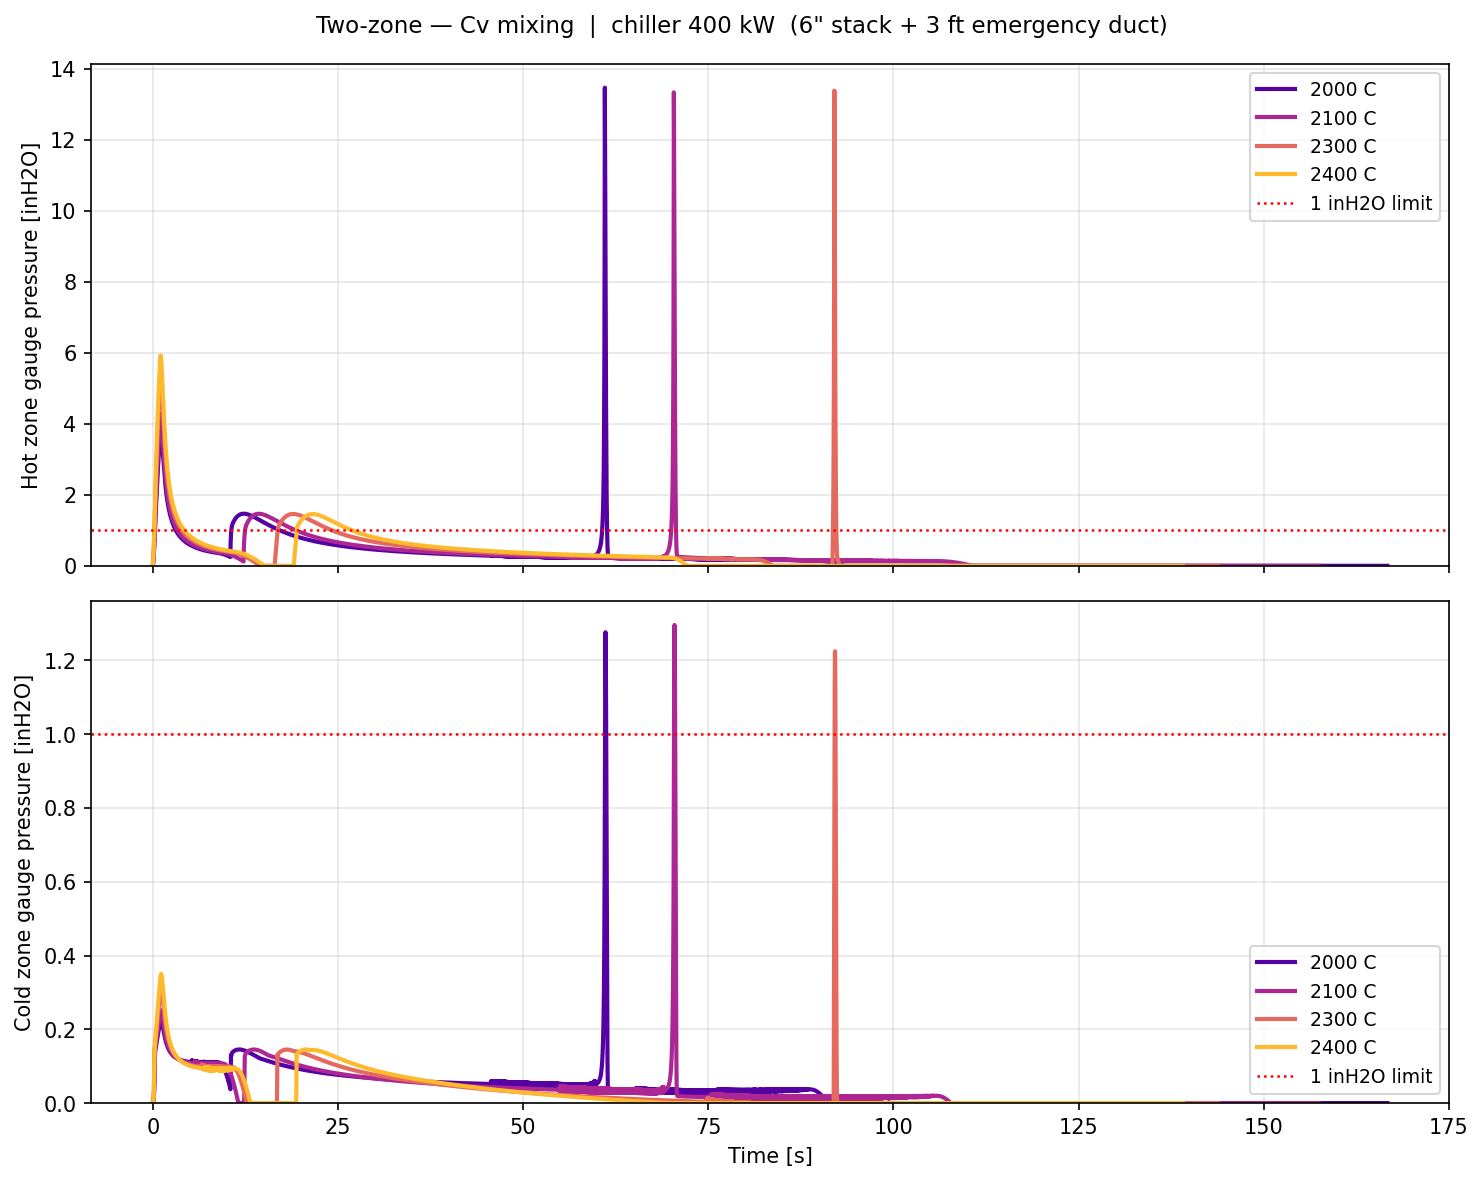 Two-zone — Cv mixing | chiller 400 kW (6" stack + 3 ft emergency duct)
Hot zone gauge pressure [inH2O]
14
12
10
8
6
4
2
0
2000 C
2100 C
2300 C
2400 C
1 inH2O limit
Cold zone gauge pressure [inH2O]
1.2
1.0
0.8
0.6
0.4
0.2
0.0
2000 C
2100 C
2300 C
2400 C
1 inH2O limit
0 25 50 75 100 125 150 175
Time [s]